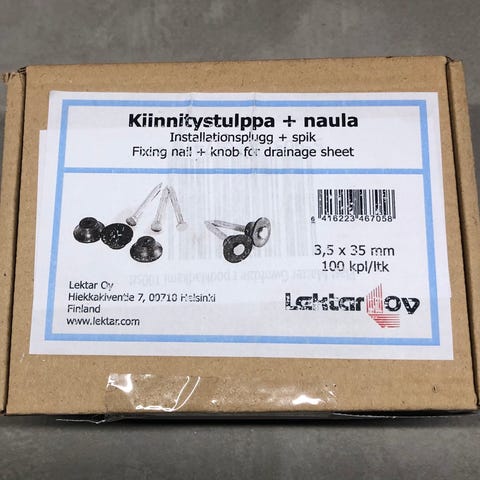 Kiinnitystulppa + naula
Installationsplugg + spik
Fixing nail + knob for drainage sheet
6 416223 467058
3,5 x 35 mm
100 kpl/ltk
Lektar Oy
Hiekkakiventie 7, 00710 Helsinki
Finland
www.lektar.com
Lektar Oy